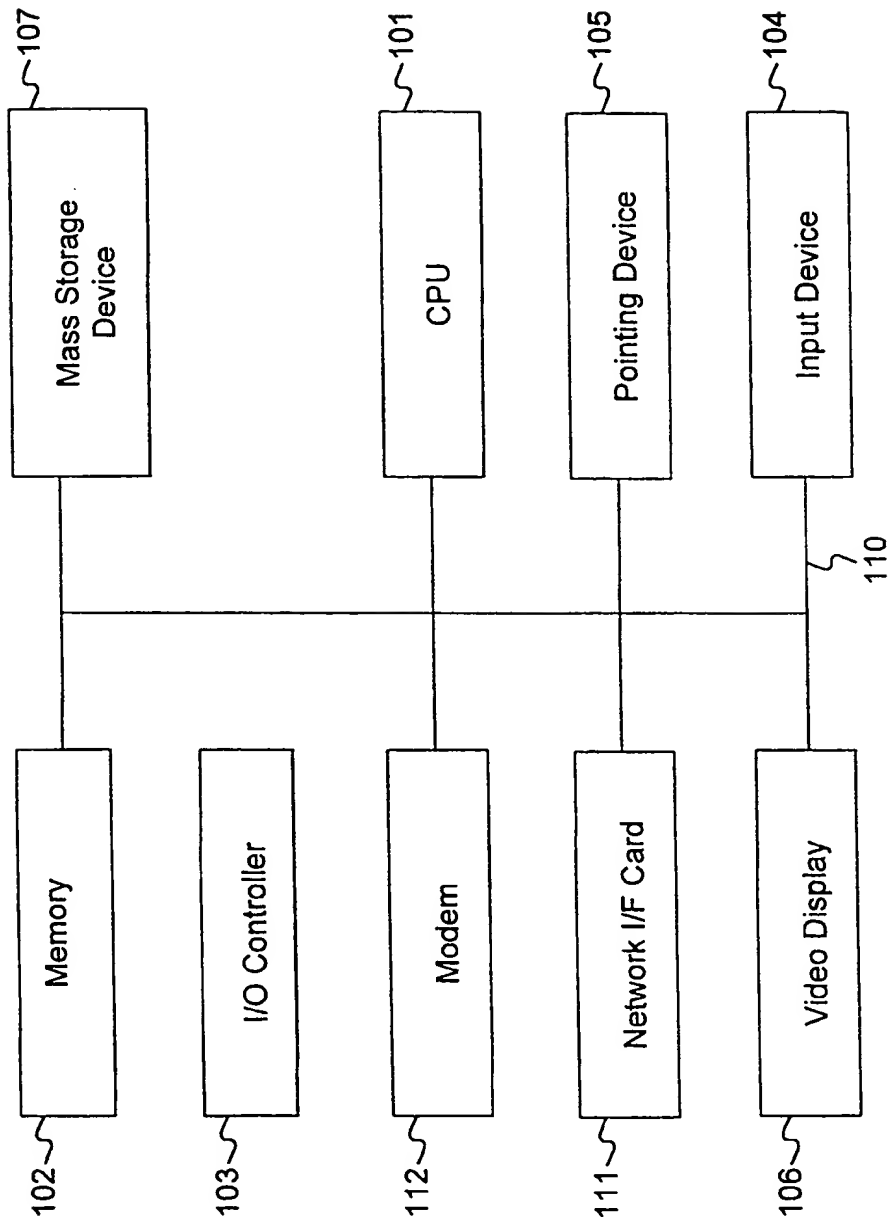 102
Memory
103
I/O Controller
112
Modem
111
Network I/F Card
106
Video Display
107
Mass Storage
Device
101
CPU
105
Pointing Device
104
Input Device
110